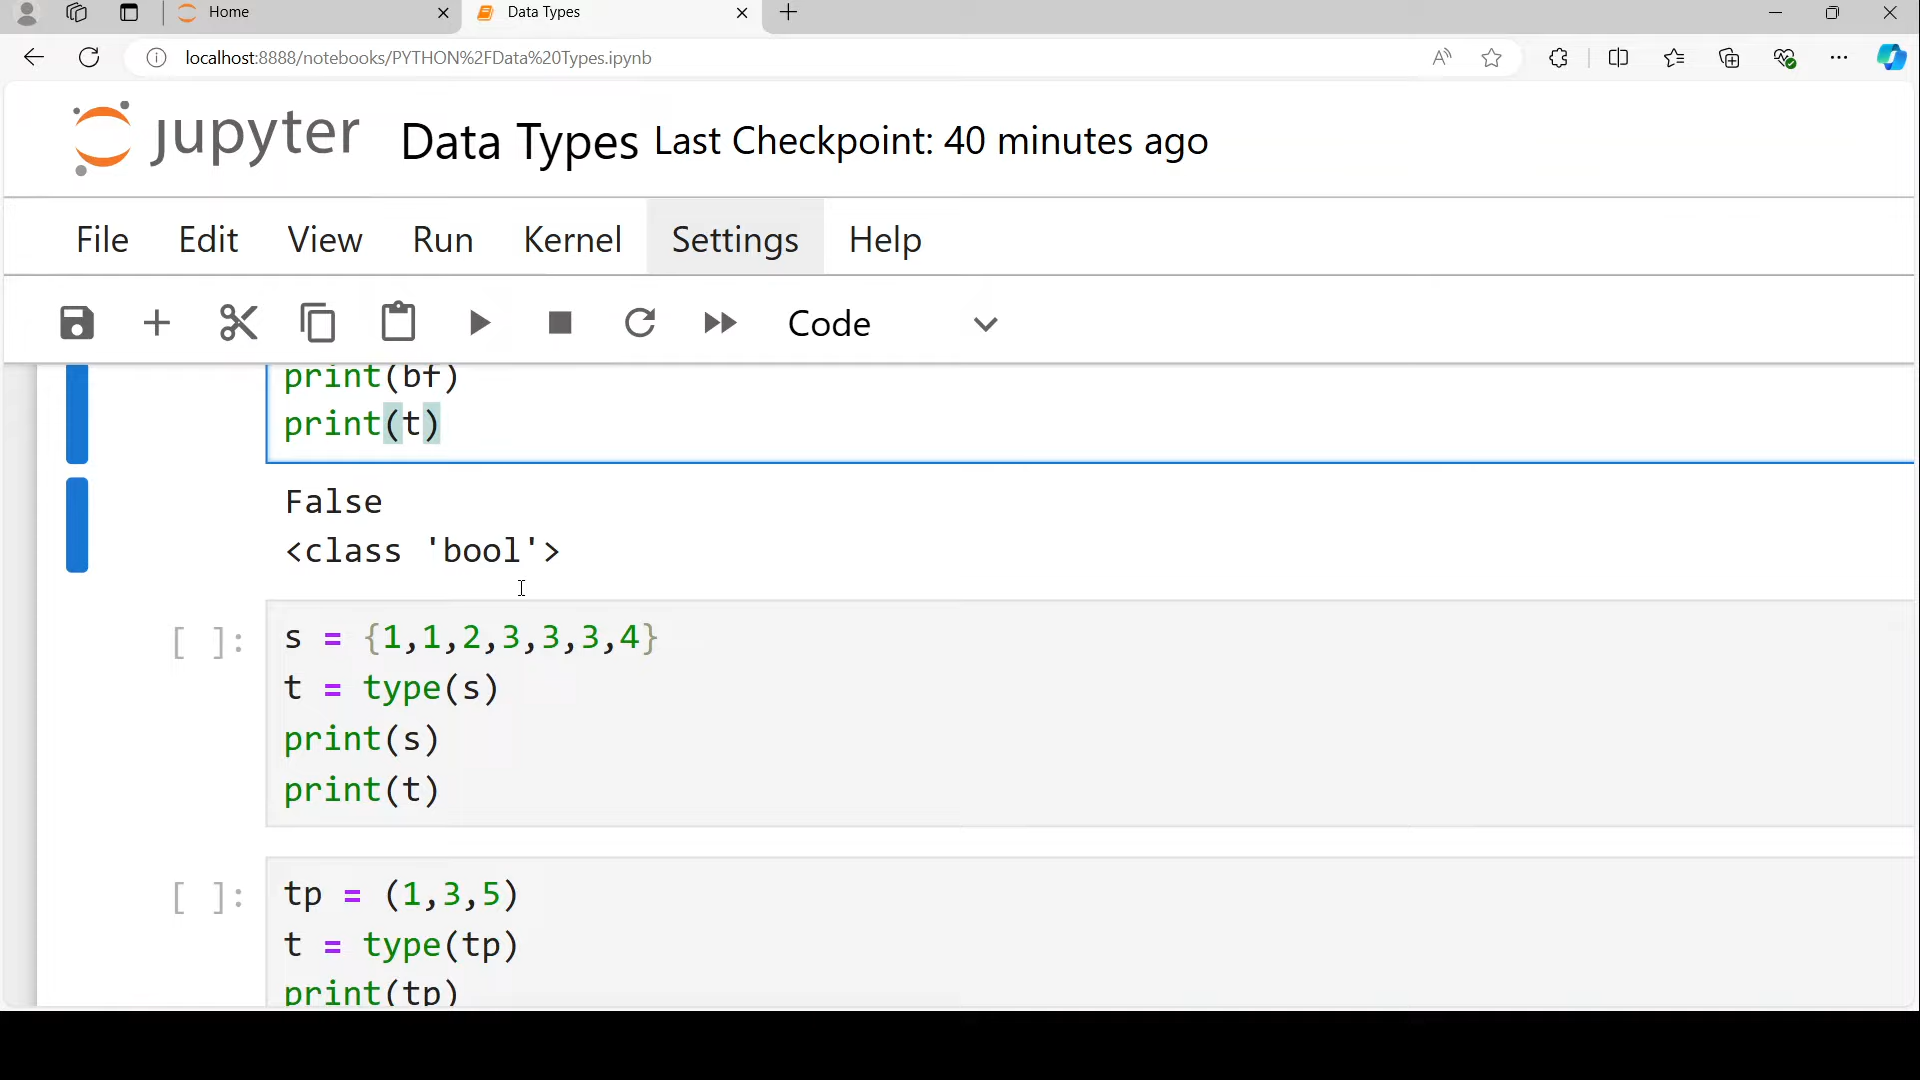 Home
Data Types
localhost:8888/notebooks/PYTHON%2FData%20Types.ipynb
jupyter Data Types Last Checkpoint: 40 minutes ago
File Edit View Run Kernel Settings Help
Code
print(bf)
print(t)
False
<class 'bool'>
[ ]: s = {1,1,2,3,3,3,4}
t = type(s)
print(s)
print(t)
[ ]: tp = (1,3,5)
t = type(tp)
print(tp)